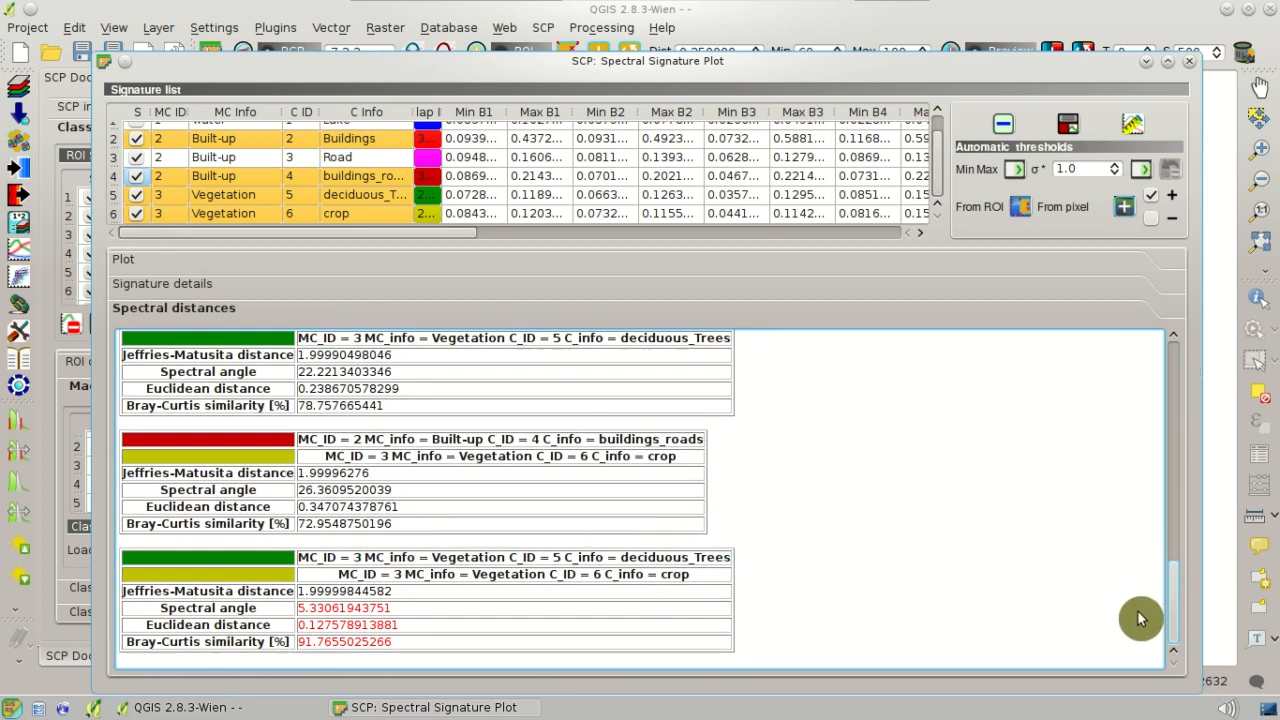 QGIS 2.8.3-Wien - -
Project Edit View Layer Settings Plugins Vector Raster Database Web SCP Processing Help
SCP: Spectral Signature Plot
Signature list
S MC ID MC Info C ID C Info Min B1 Max B1 Min B2 Max B2 Min B3 Max B3 Min B4
2 2 Built-up 2 Buildings 0.0939... 0.4372... 0.0931... 0.4923... 0.0732... 0.5881... 0.1168...
3 2 Built-up 3 Road 0.0948... 0.1606... 0.0811... 0.1393... 0.0628... 0.1279... 0.0869...
4 2 Built-up 4 buildings_ro... 0.0869... 0.2143... 0.0701... 0.2021... 0.0467... 0.2214... 0.0731...
5 3 Vegetation 5 deciduous_T... 0.0728... 0.1189... 0.0663... 0.1263... 0.0357... 0.1295... 0.0851...
6 3 Vegetation 6 crop 2... 0.0843... 0.1203... 0.0732... 0.1155... 0.0441... 0.1142... 0.0816...
Automatic thresholds
Min Max σ* 1.0
From ROI From pixel + −
Plot
Signature details
Spectral distances
MC_ID = 3 MC_info = Vegetation C_ID = 5 C_info = deciduous_Trees
Jeffries-Matusita distance 1.99990498046
Spectral angle 22.2213403346
Euclidean distance 0.238670578299
Bray-Curtis similarity [%] 78.757665441
MC_ID = 2 MC_info = Built-up C_ID = 4 C_info = buildings_roads
MC_ID = 3 MC_info = Vegetation C_ID = 6 C_info = crop
Jeffries-Matusita distance 1.99996276
Spectral angle 26.3609520039
Euclidean distance 0.347074378761
Bray-Curtis similarity [%] 72.9548750196
MC_ID = 3 MC_info = Vegetation C_ID = 5 C_info = deciduous_Trees
MC_ID = 3 MC_info = Vegetation C_ID = 6 C_info = crop
Jeffries-Matusita distance 1.99999844582
Spectral angle 5.33061943751
Euclidean distance 0.127578913881
Bray-Curtis similarity [%] 91.7655025266
QGIS 2.8.3-Wien - - SCP: Spectral Signature Plot